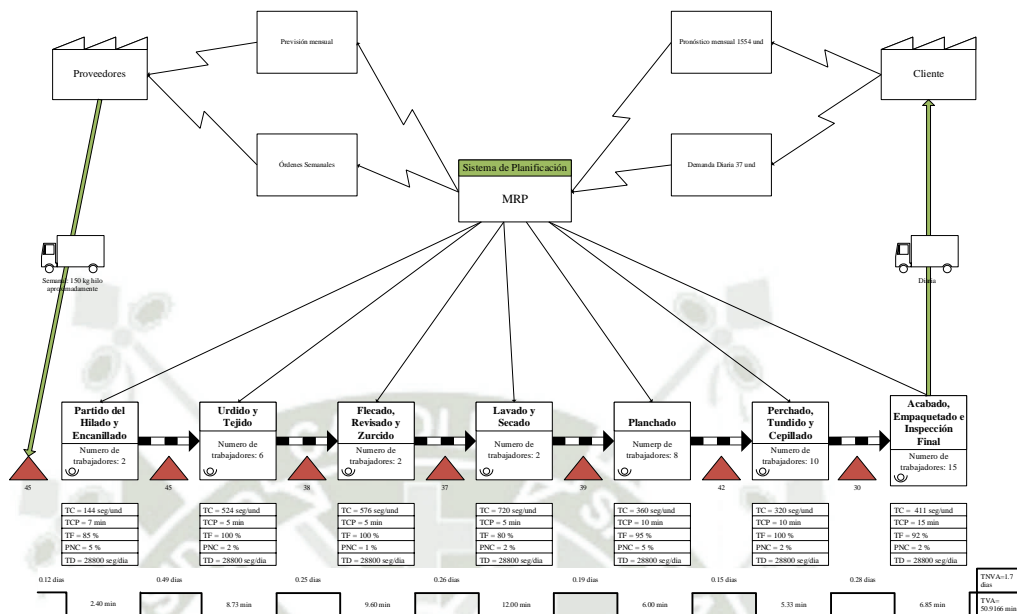 Previsión mensual
Pronóstico mensual 1554 und
Proveedores
Cliente
Órdenes Semanales
Sistema de Planificación
MRP
Demanda Diaria 37 und
Semanal: 150 kg hilo
aproximadamente
Diaria
Partido del
Hilado y
Encanillado
Numero de
trabajadores: 2
Urdido y
Tejido
Numero de
trabajadores: 6
Flecado,
Revisado y
Zurcido
Numero de
trabajadores: 2
Lavado y
Secado
Numero de
trabajadores: 2
Planchado
Numerp de
trabajadores: 8
Perchado,
Tundido y
Cepillado
Numero de
trabajadores: 10
Acabado,
Empaquetado e
Inspección
Final
Numero de
trabajadores: 15
45
45
38
37
39
42
30
TC = 144 seg/und
TCP = 7 min
TF = 85 %
PNC = 5 %
TD = 28800 seg/dia
TC = 524 seg/und
TCP = 5 min
TF = 100 %
PNC = 2 %
TD = 28800 seg/dia
TC = 576 seg/und
TCP = 5 min
TF = 100 %
PNC = 1 %
TD = 28800 seg/dia
TC = 720 seg/und
TCP = 5 min
TF = 80 %
PNC = 2 %
TD = 28800 seg/dia
TC = 360 seg/und
TCP = 10 min
TF = 95 %
PNC = 5 %
TD = 28800 seg/dia
TC = 320 seg/und
TCP = 10 min
TF = 100 %
PNC = 2 %
TD = 28800 seg/dia
TC = 411 seg/und
TCP = 15 min
TF = 92 %
PNC = 2 %
TD = 28800 seg/dia
0.12 dias
0.49 dias
0.25 dias
0.26 dias
0.19 dias
0.15 dias
0.28 dias
TNVA=1.7
dias
2.40 min
8.73 min
9.60 min
12.00 min
6.00 min
5.33 min
6.85 min
TVA=
50.9166 min